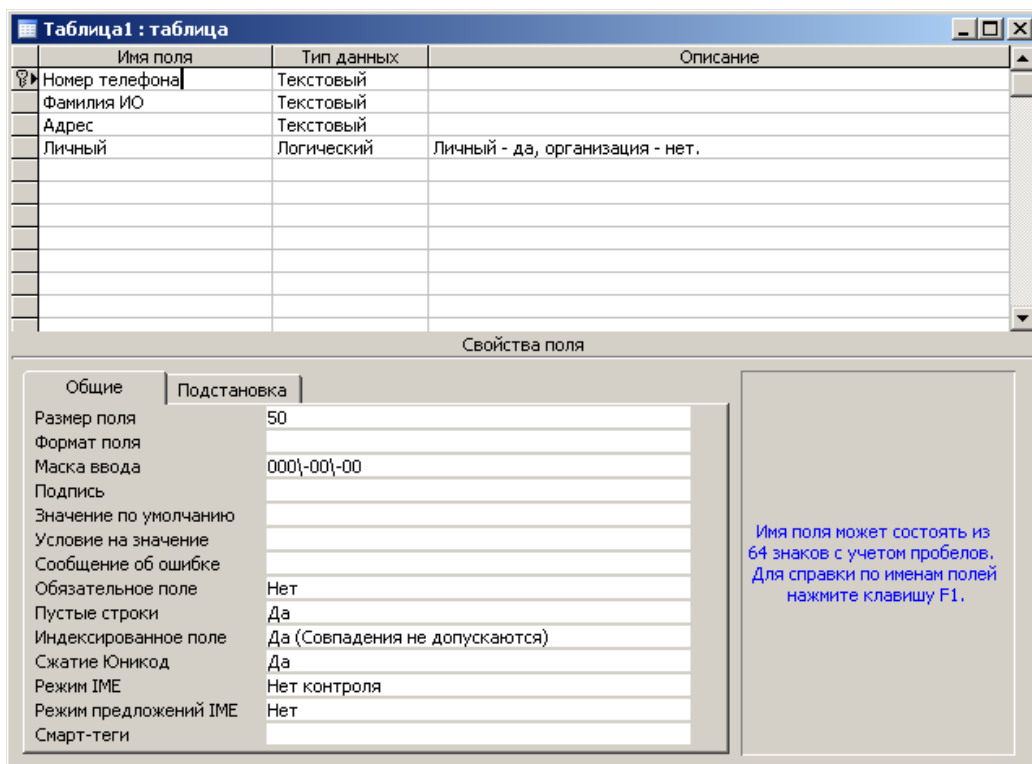 Таблица1 : таблица
Имя поля Тип данных Описание
Номер телефона Текстовый
Фамилия ИО Текстовый
Адрес Текстовый
Личный Логический Личный - да, организация - нет.
Свойства поля
Общие Подстановка
Размер поля 50
Формат поля
Маска ввода 000\-00\-00
Подпись
Значение по умолчанию
Условие на значение
Сообщение об ошибке
Обязательное поле Нет
Пустые строки Да
Индексированное поле Да (Совпадения не допускаются)
Сжатие Юникод Да
Режим IME Нет контроля
Режим предложений IME Нет
Смарт-теги
Имя поля может состоять из
64 знаков с учетом пробелов.
Для справки по именам полей
нажмите клавишу F1.